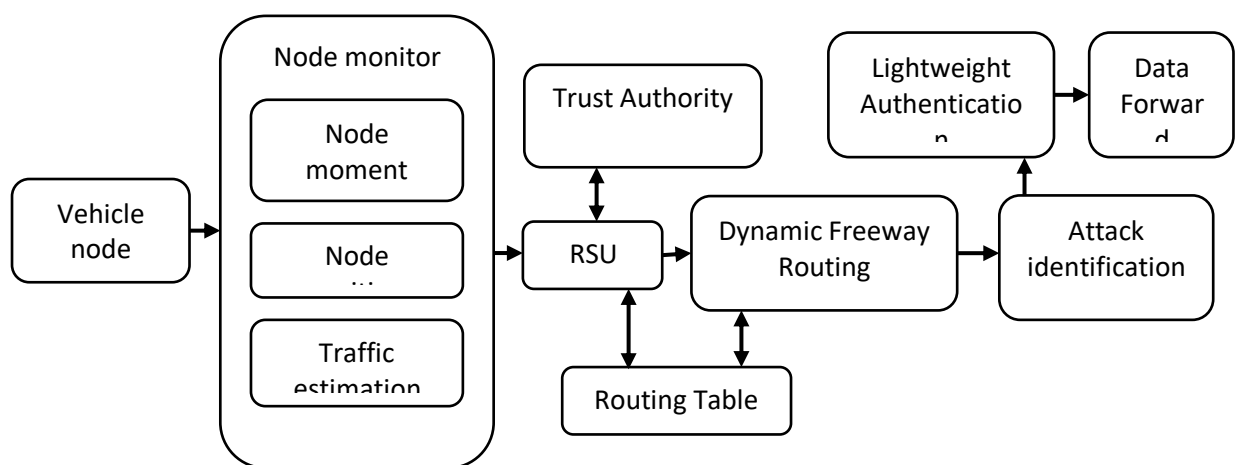 Node monitor
Node
moment
Vehicle
node
Node
Traffic
estimation
Trust Authority
RSU
Routing Table
Dynamic Freeway
Routing
Attack
identification
Lightweight
Authenticatio
n
Data
Forwar
d